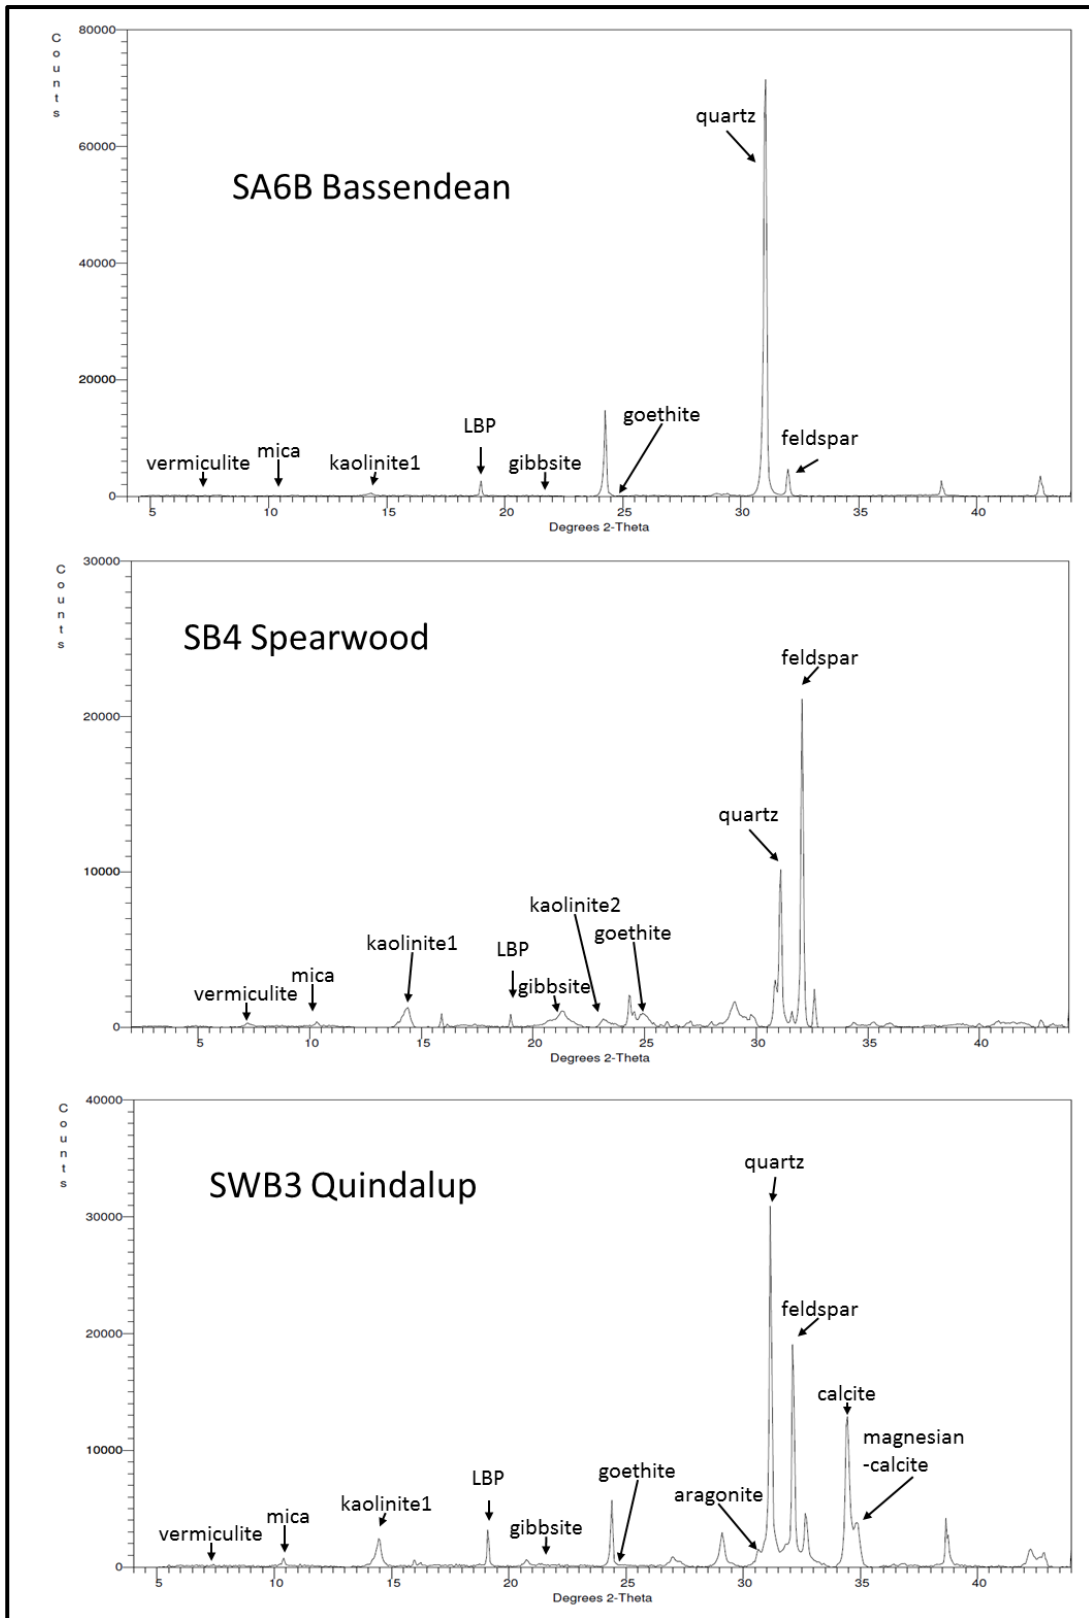 Counts
80000
60000
40000
20000
0
SA6B Bassendean
quartz
goethite
LBP
feldspar
mica
vermiculite
kaolinite1
gibbsite
5 10 15 20 25 30 35 40
Degrees 2-Theta
Counts
30000
20000
10000
0
SB4 Spearwood
feldspar
quartz
kaolinite2
goethite
kaolinite1
LBP
mica
gibbsite
vermiculite
5 10 15 20 25 30 35 40
Degrees 2-Theta
Counts
40000
30000
20000
10000
0
SWB3 Quindalup
quartz
feldspar
calcite
magnesian
-calcite
goethite
LBP
aragonite
kaolinite1
mica
gibbsite
vermiculite
5 10 15 20 25 30 35 40
Degrees 2-Theta